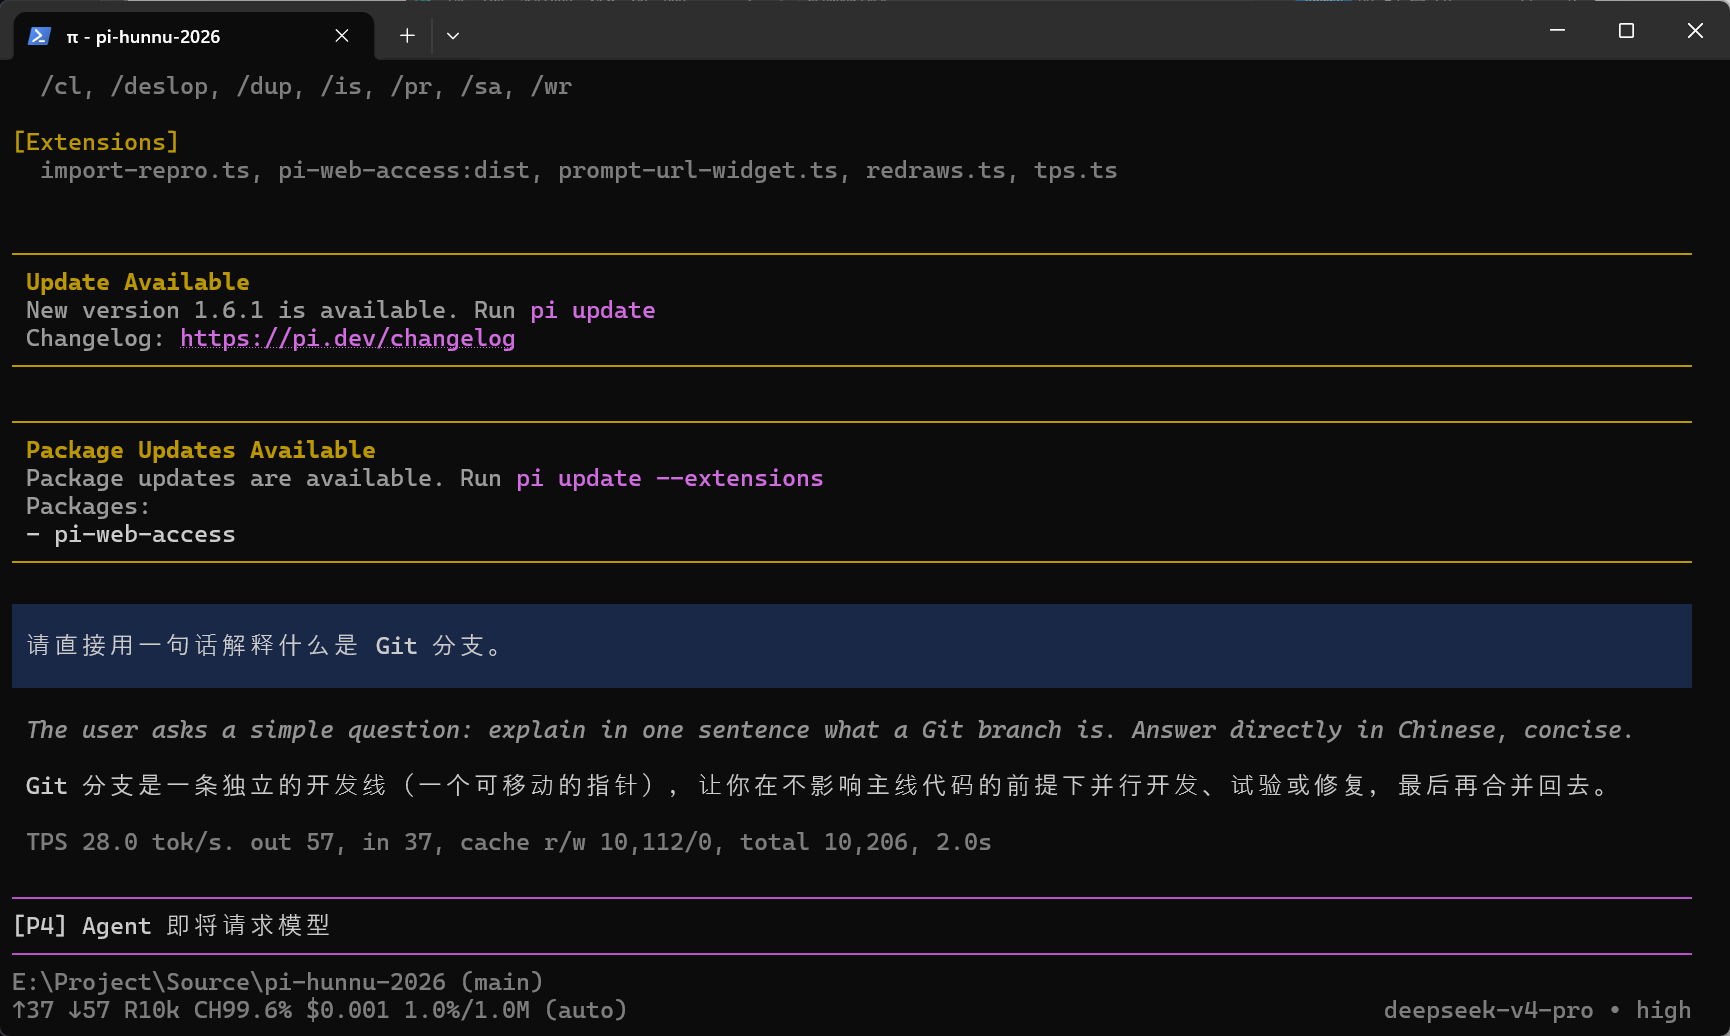 π - pi-hunnu-2026
/cl, /deslop, /dup, /is, /pr, /sa, /wr
[Extensions]
import-repro.ts, pi-web-access:dist, prompt-url-widget.ts, redraws.ts, tps.ts
Update Available
New version 1.6.1 is available. Run pi update
Changelog: https://pi.dev/changelog
Package Updates Available
Package updates are available. Run pi update --extensions
Packages:
- pi-web-access
请直接用一句话解释什么是 Git 分支。
The user asks a simple question: explain in one sentence what a Git branch is. Answer directly in Chinese, concise.
Git 分支是一条独立的开发线（一个可移动的指针），让你在不影响主线代码的前提下并行开发、试验或修复，最后再合并回去。
TPS 28.0 tok/s. out 57, in 37, cache r/w 10,112/0, total 10,206, 2.0s
[P4] Agent 即将请求模型
E:\Project\Source\pi-hunnu-2026 (main)
↑37 ↓57 R10k CH99.6% $0.001 1.0%/1.0M (auto) deepseek-v4-pro • high